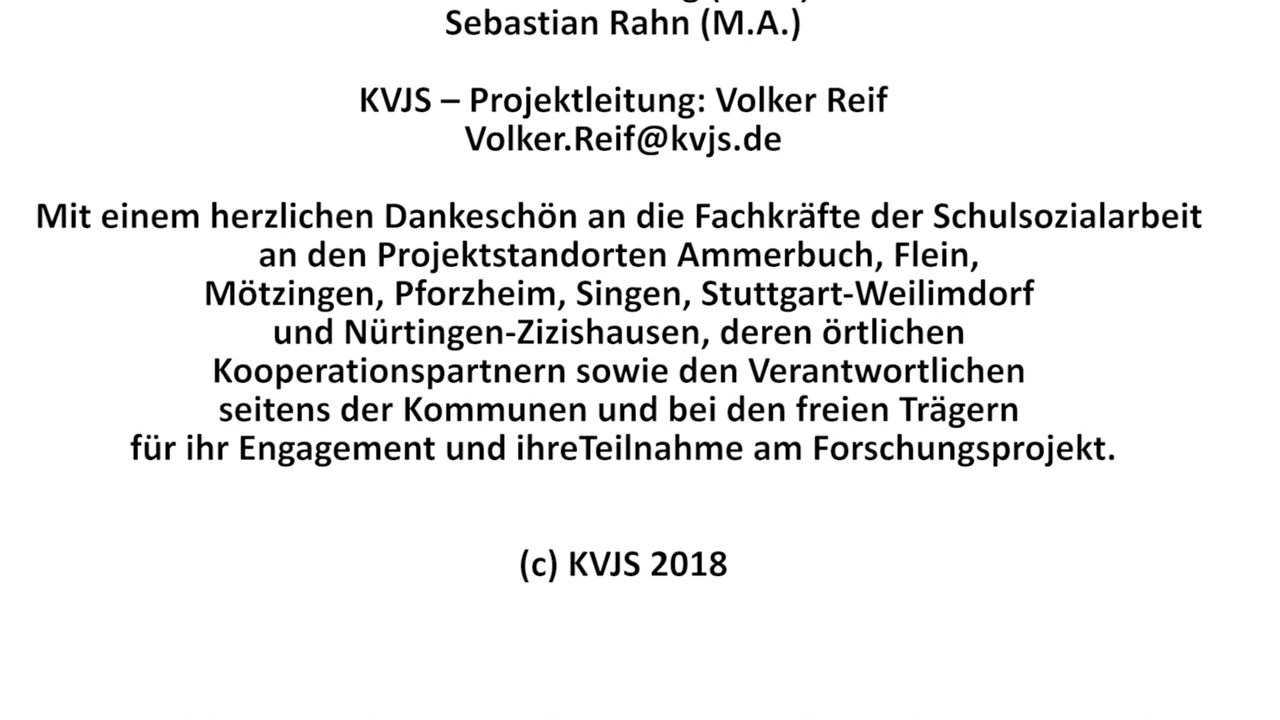 Sebastian Rahn (M.A.)
KVJS – Projektleitung: Volker Reif
Volker.Reif@kvjs.de
Mit einem herzlichen Dankeschön an die Fachkräfte der Schulsozialarbeit
an den Projektstandorten Ammerbuch, Flein,
Mötzingen, Pforzheim, Singen, Stuttgart-Weilimdorf
und Nürtingen-Zizishausen, deren örtlichen
Kooperationspartnern sowie den Verantwortlichen
seitens der Kommunen und bei den freien Trägern
für ihr Engagement und ihreTeilnahme am Forschungsprojekt.
(c) KVJS 2018